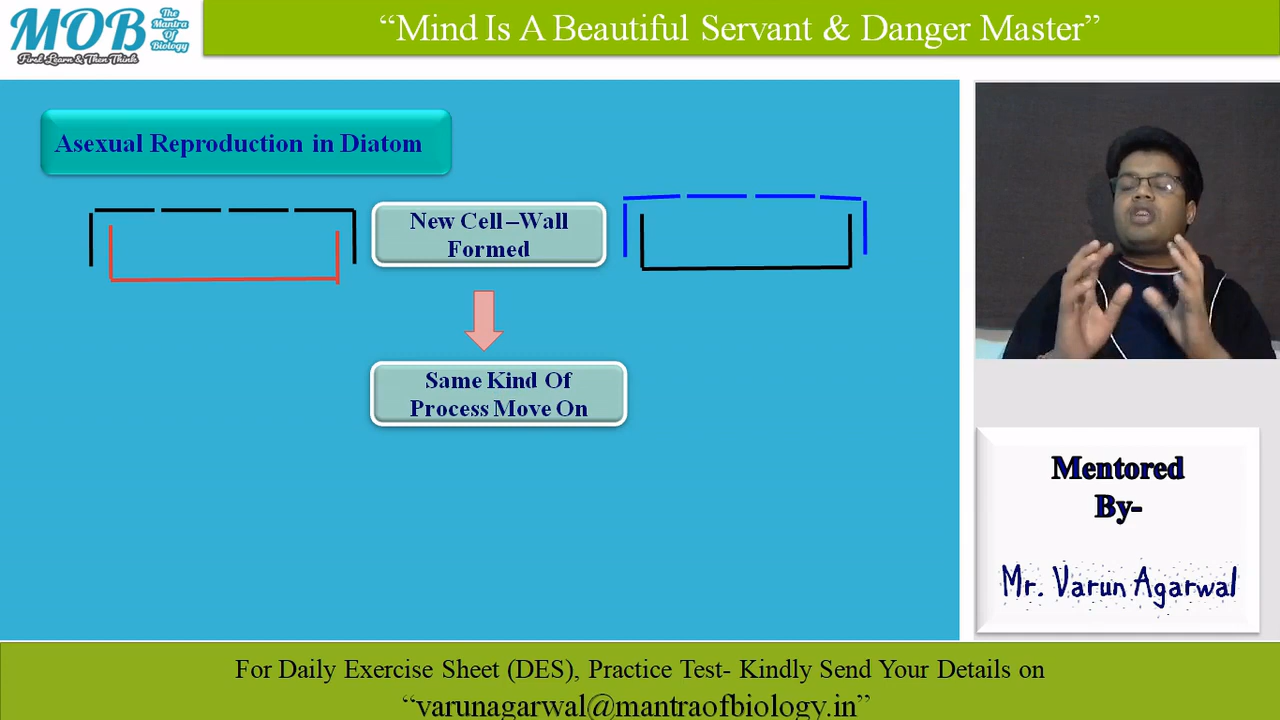 MOB
The
Mantra
Of
Biology
First Learn & Then Think
“Mind Is A Beautiful Servant & Danger Master”
Asexual Reproduction in Diatom
New Cell –Wall
Formed
Same Kind Of
Process Move On
Mentored
By-
Mr. Varun Agarwal
For Daily Exercise Sheet (DES), Practice Test- Kindly Send Your Details on
“varunagarwal@mantraofbiology.in”